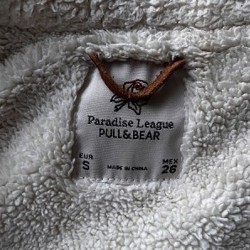 Paradise League
PULL&BEAR
EUR MEX
S 26
MADE IN CHINA